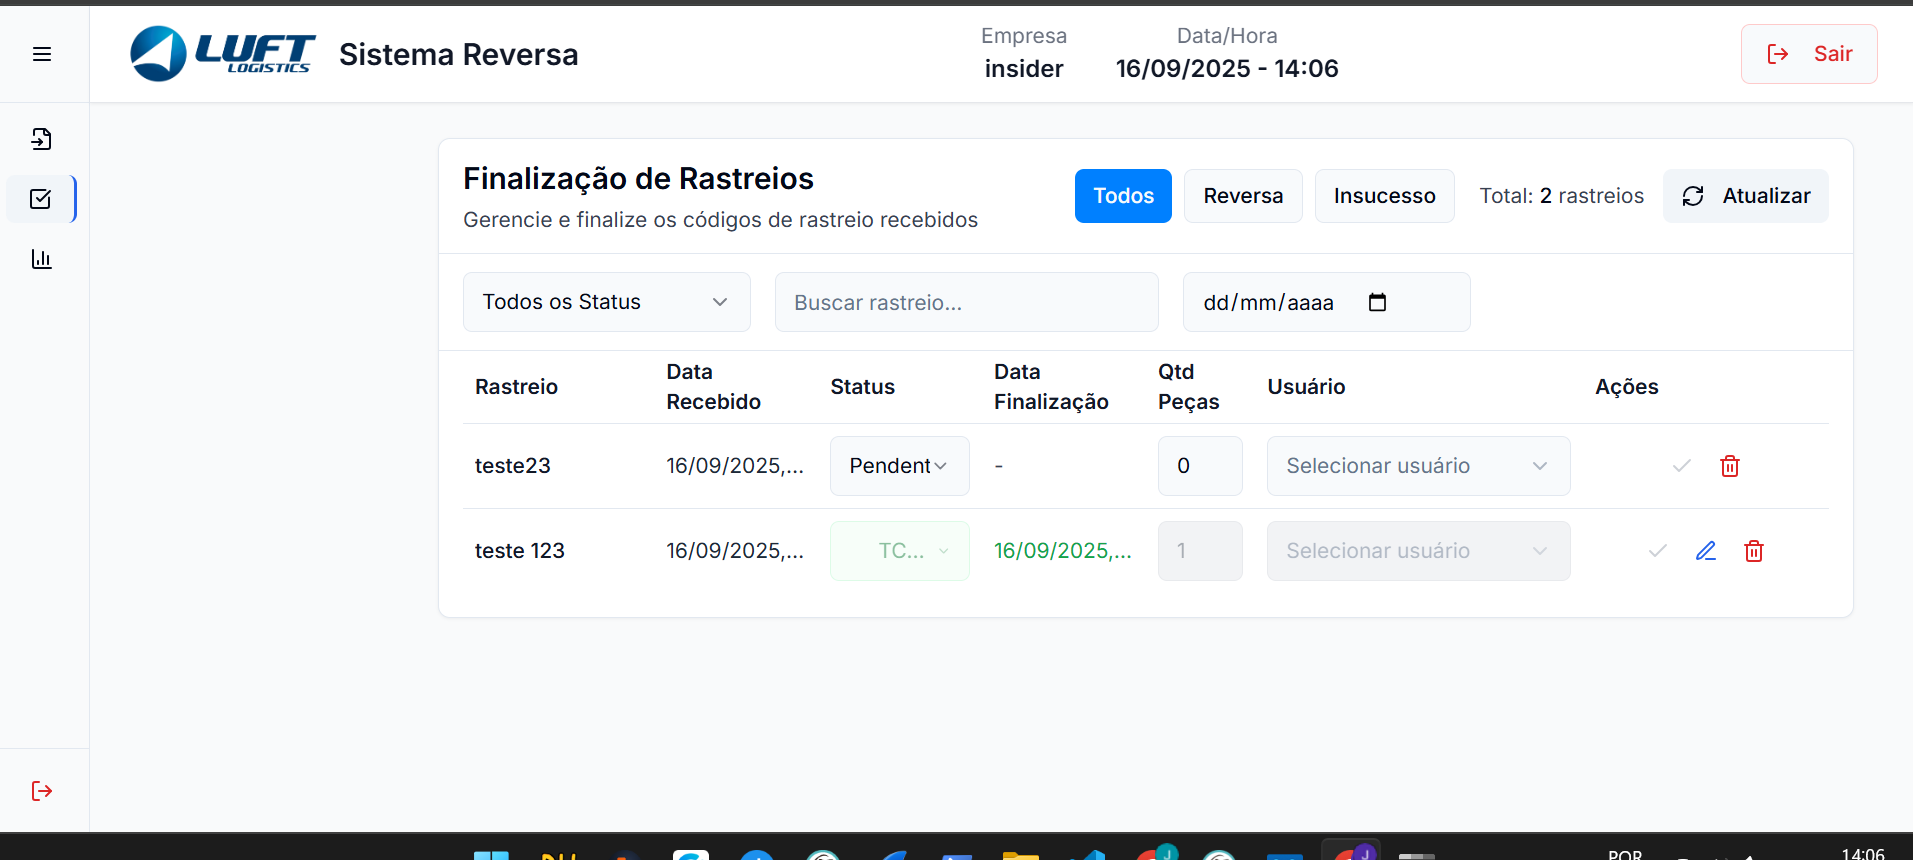 LUFT
LOGISTICS
Sistema Reversa
Empresa
insider
Data/Hora
16/09/2025 - 14:06
Sair
Finalização de Rastreios
Gerencie e finalize os códigos de rastreio recebidos
Todos
Reversa
Insucesso
Total: 2 rastreios
Atualizar
Todos os Status
Buscar rastreio...
dd/mm/aaaa
Rastreio
Data
Recebido
Status
Data
Finalização
Qtd
Peças
Usuário
Ações
teste23
16/09/2025,...
Pendent
-
0
Selecionar usuário
teste 123
16/09/2025,...
TC...
16/09/2025,...
1
Selecionar usuário
J
J
POR
14:06